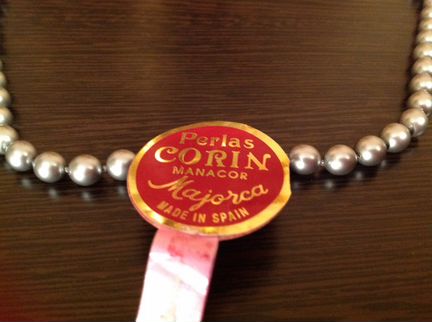 Perlas
CORIN
MANACOR
Majorca
MADE IN SPAIN